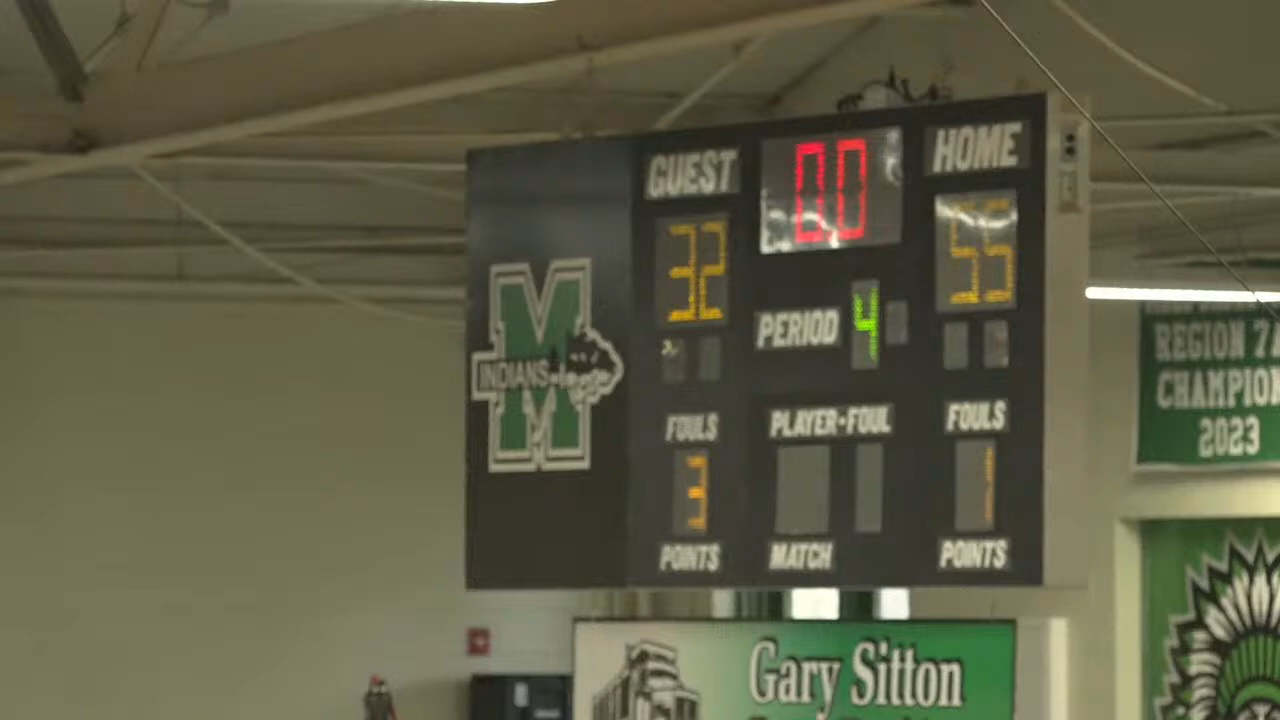 GUEST
0.0
HOME
32
55
PERIOD 4
INDIANS
M
FOULS
PLAYER-FOUL
FOULS
3
1
POINTS
MATCH
POINTS
REGION 7A
CHAMPION
2023
Gary Sitton